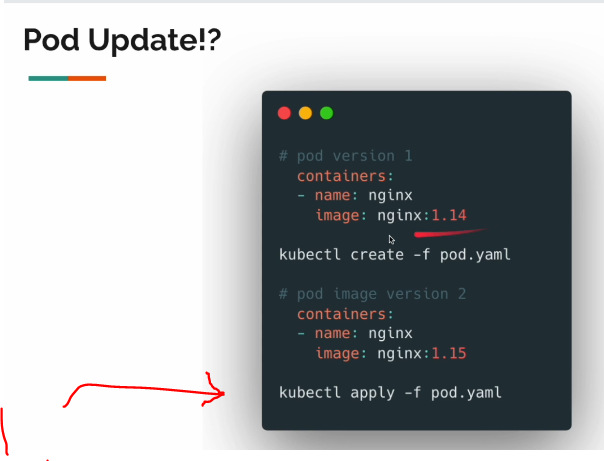 Pod Update!?
# pod version 1
containers:
- name: nginx
image: nginx:1.14
kubectl create -f pod.yaml
# pod image version 2
containers:
- name: nginx
image: nginx:1.15
kubectl apply -f pod.yaml